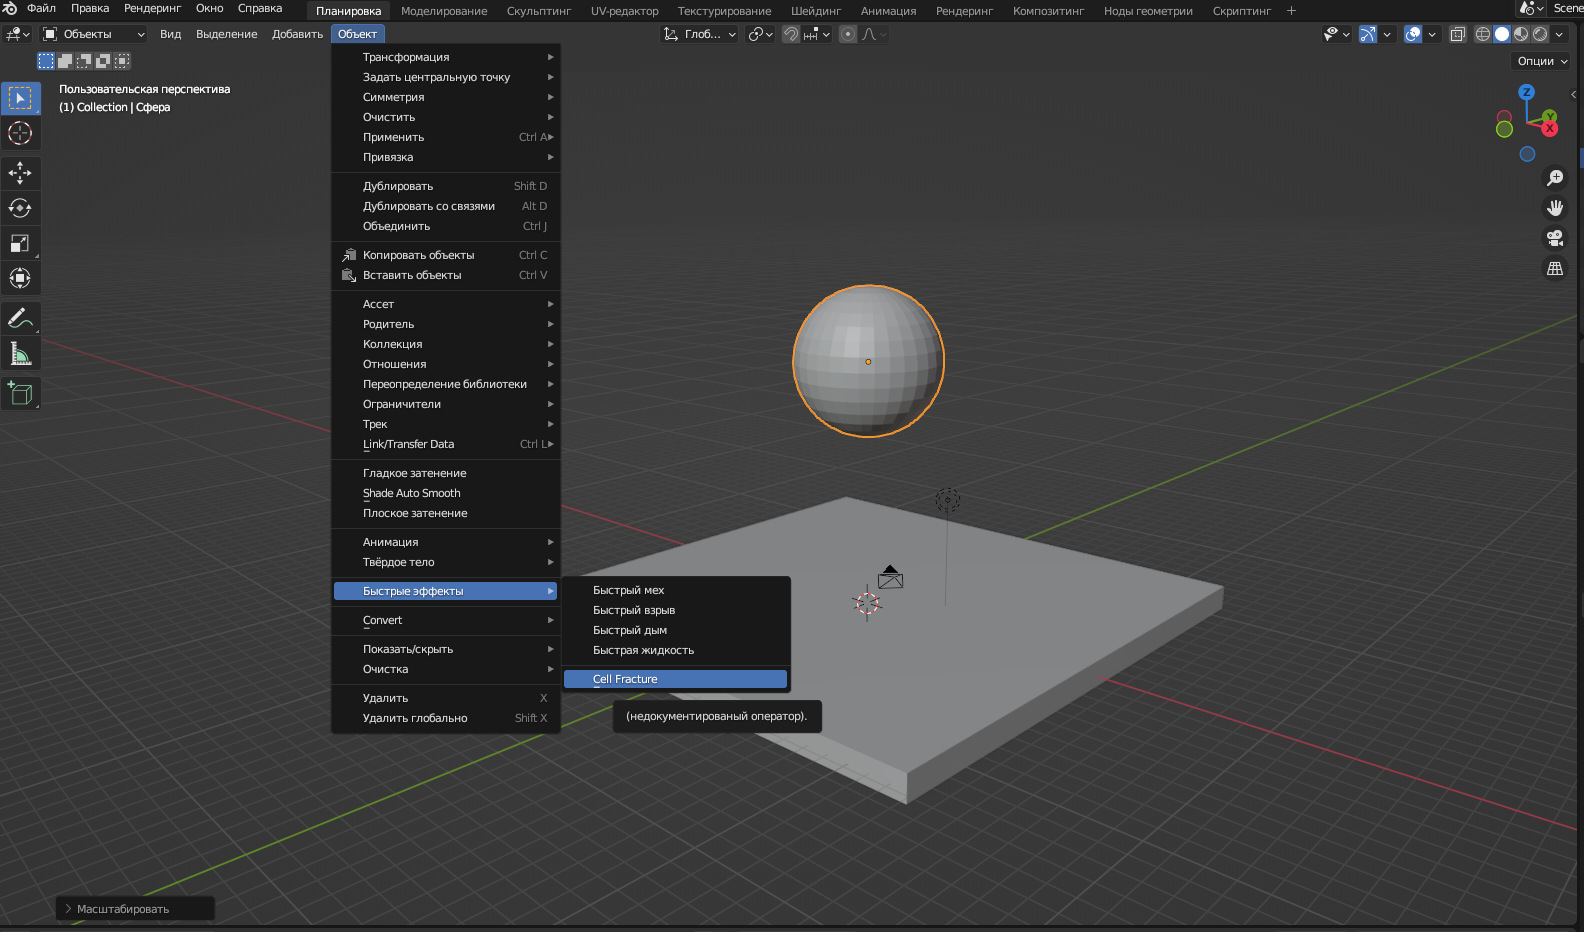 Файл Правка Рендеринг Окно Справка Планировка Моделирование Скульптинг UV-редактор Текстурирование Шейдинг Анимация Рендеринг Композитинг Ноды геометрии Скриптинг + Scene
Объекты Вид Выделение Добавить Объект Глоб...
Опции
Пользовательская перспектива
(1) Collection | Сфера
Трансформация
Задать центральную точку
Симметрия
Очистить
Применить Ctrl A
Привязка
Дублировать Shift D
Дублировать со связями Alt D
Объединить Ctrl J
Копировать объекты Ctrl C
Вставить объекты Ctrl V
Ассет
Родитель
Коллекция
Отношения
Переопределение библиотеки
Ограничители
Трек
Link/Transfer Data Ctrl L
Гладкое затенение
Shade Auto Smooth
Плоское затенение
Анимация
Твёрдое тело
Быстрые эффекты
Convert
Показать/скрыть
Очистка
Удалить X
Удалить глобально Shift X
Быстрый мех
Быстрый взрыв
Быстрый дым
Быстрая жидкость
Cell Fracture
(недокументированый оператор).
Z
Y
X
Масштабировать